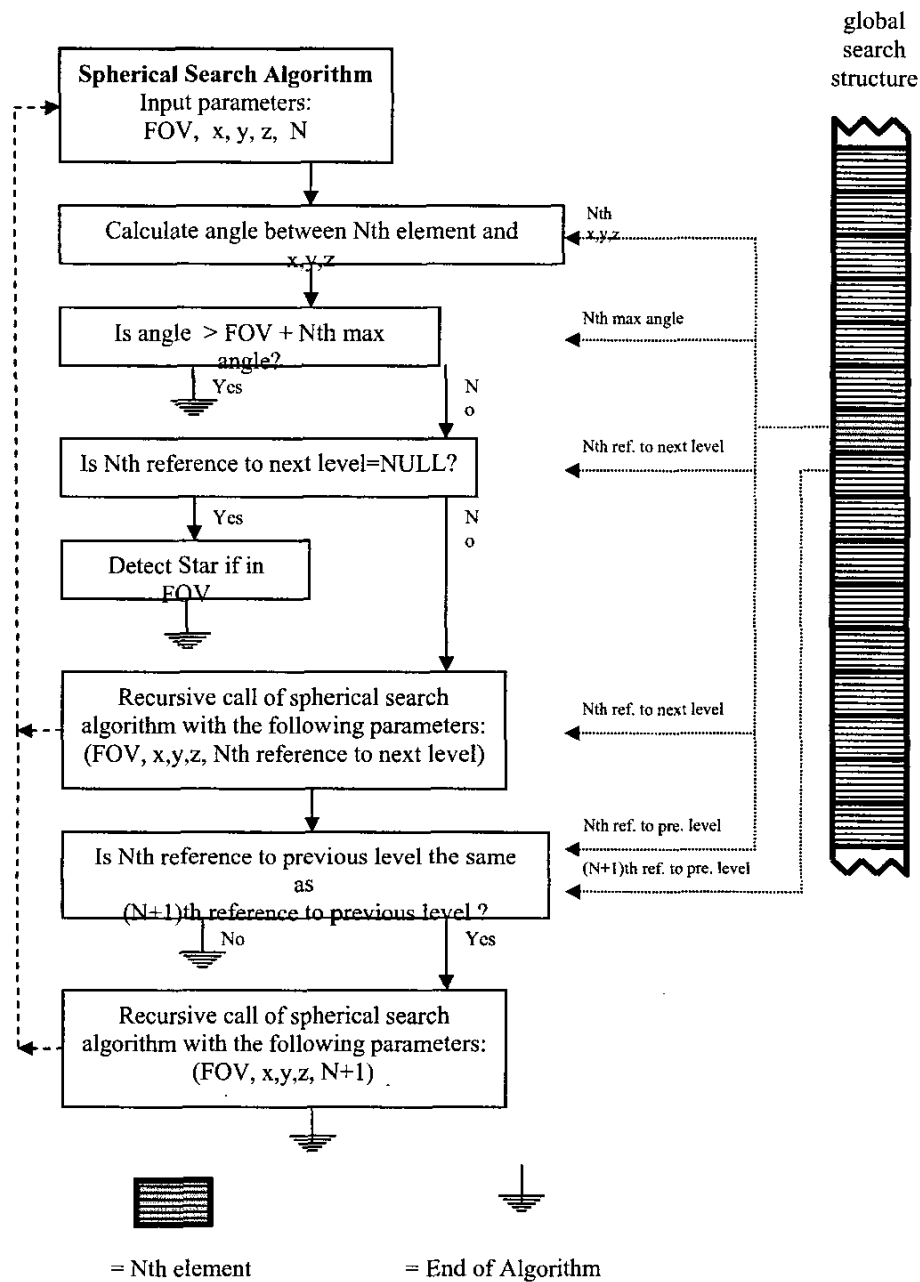 global
search
structure
Spherical Search Algorithm
Input parameters:
FOV, x, y, z, N
Calculate angle between Nth element and
x,y,z
Nth
x,y,z
Is angle > FOV + Nth max
angle?
Nth max angle
Yes
N
o
Is Nth reference to next level=NULL?
Nth ref. to next level
Yes
N
o
Detect Star if in
FOV
Recursive call of spherical search
algorithm with the following parameters:
(FOV, x,y,z, Nth reference to next level)
Nth ref. to next level
Is Nth reference to previous level the same
as
(N+1)th reference to previous level ?
Nth ref. to pre. level
(N+1)th ref. to pre. level
No
Yes
Recursive call of spherical search
algorithm with the following parameters:
(FOV, x,y,z, N+1)
= Nth element
= End of Algorithm